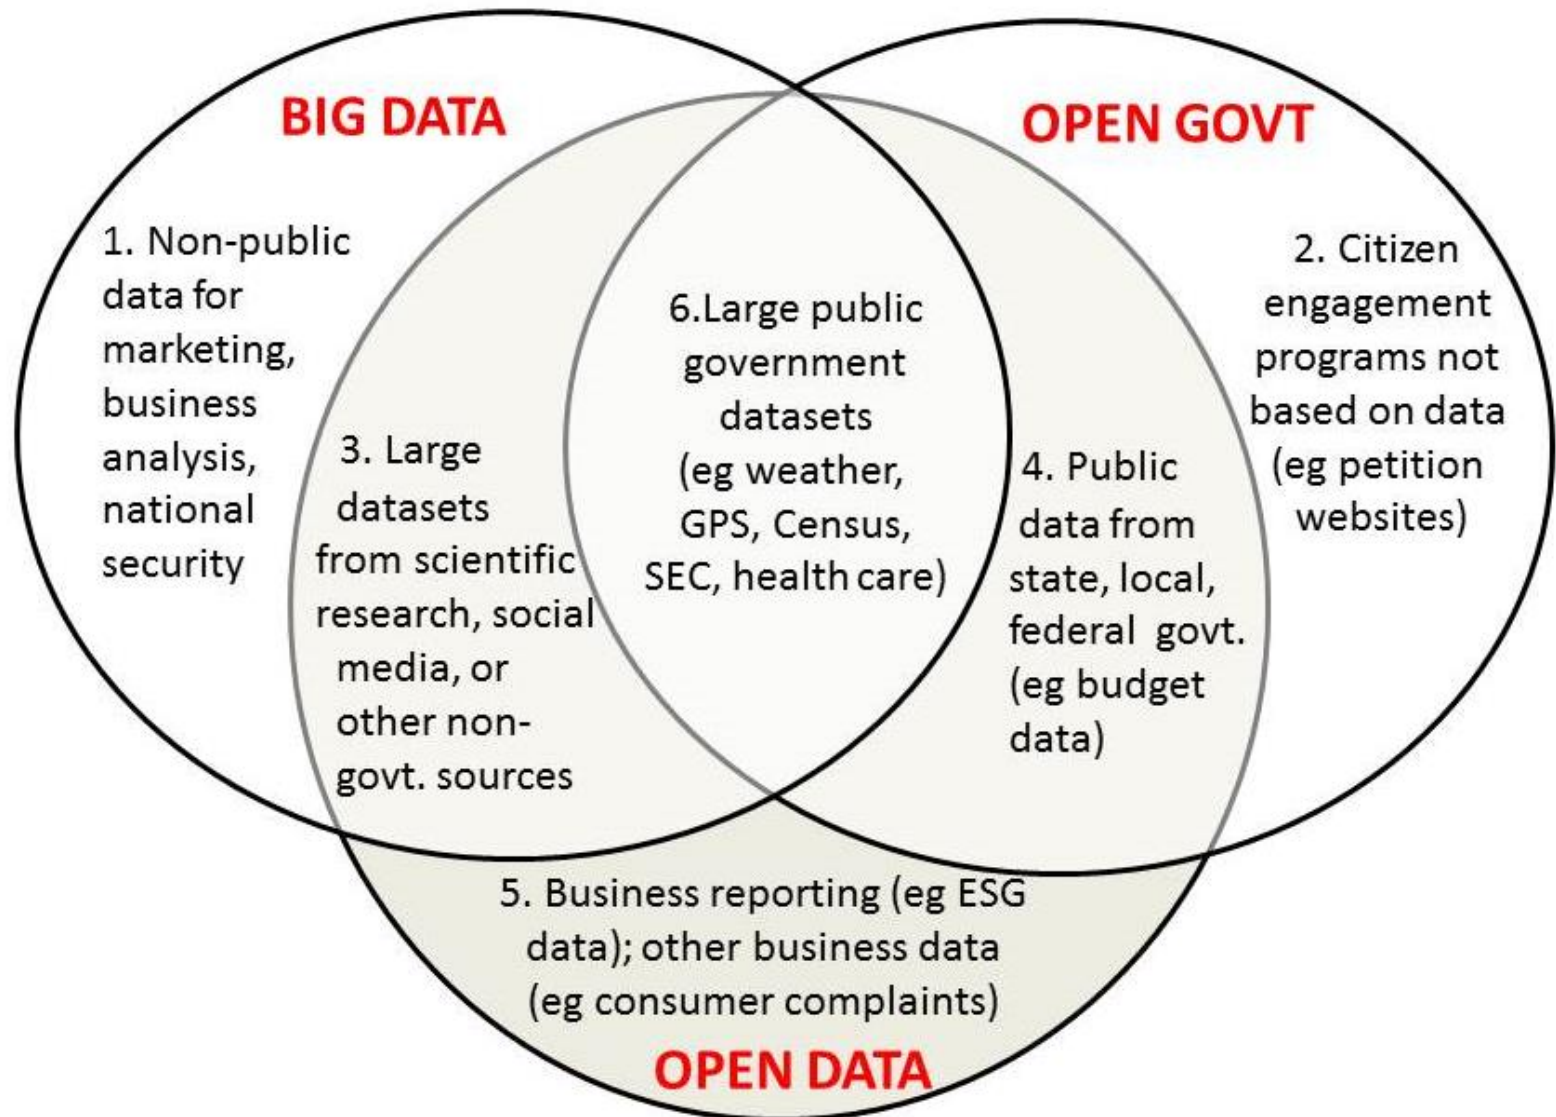 BIG DATA
OPEN GOVT
1. Non-public
data for
marketing,
business
analysis,
national
security
2. Citizen
engagement
programs not
based on data
(eg petition
websites)
6.Large public
government
datasets
(eg weather,
GPS, Census,
SEC, health care)
3. Large
datasets
from scientific
research, social
media, or
other non-
govt. sources
4. Public
data from
state, local,
federal govt.
(eg budget
data)
5. Business reporting (eg ESG
data); other business data
(eg consumer complaints)
OPEN DATA